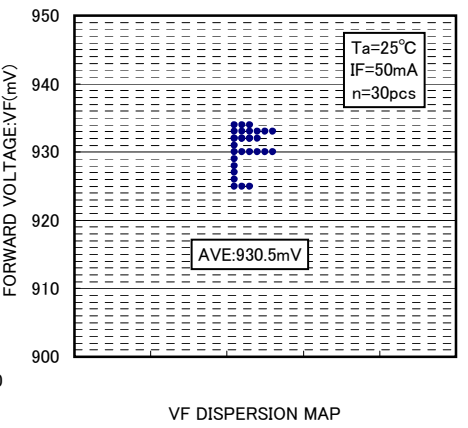 950
940
930
920
910
900
FORWARD VOLTAGE:VF(mV)
Ta=25°C
IF=50mA
n=30pcs
AVE:930.5mV
0
VF DISPERSION MAP